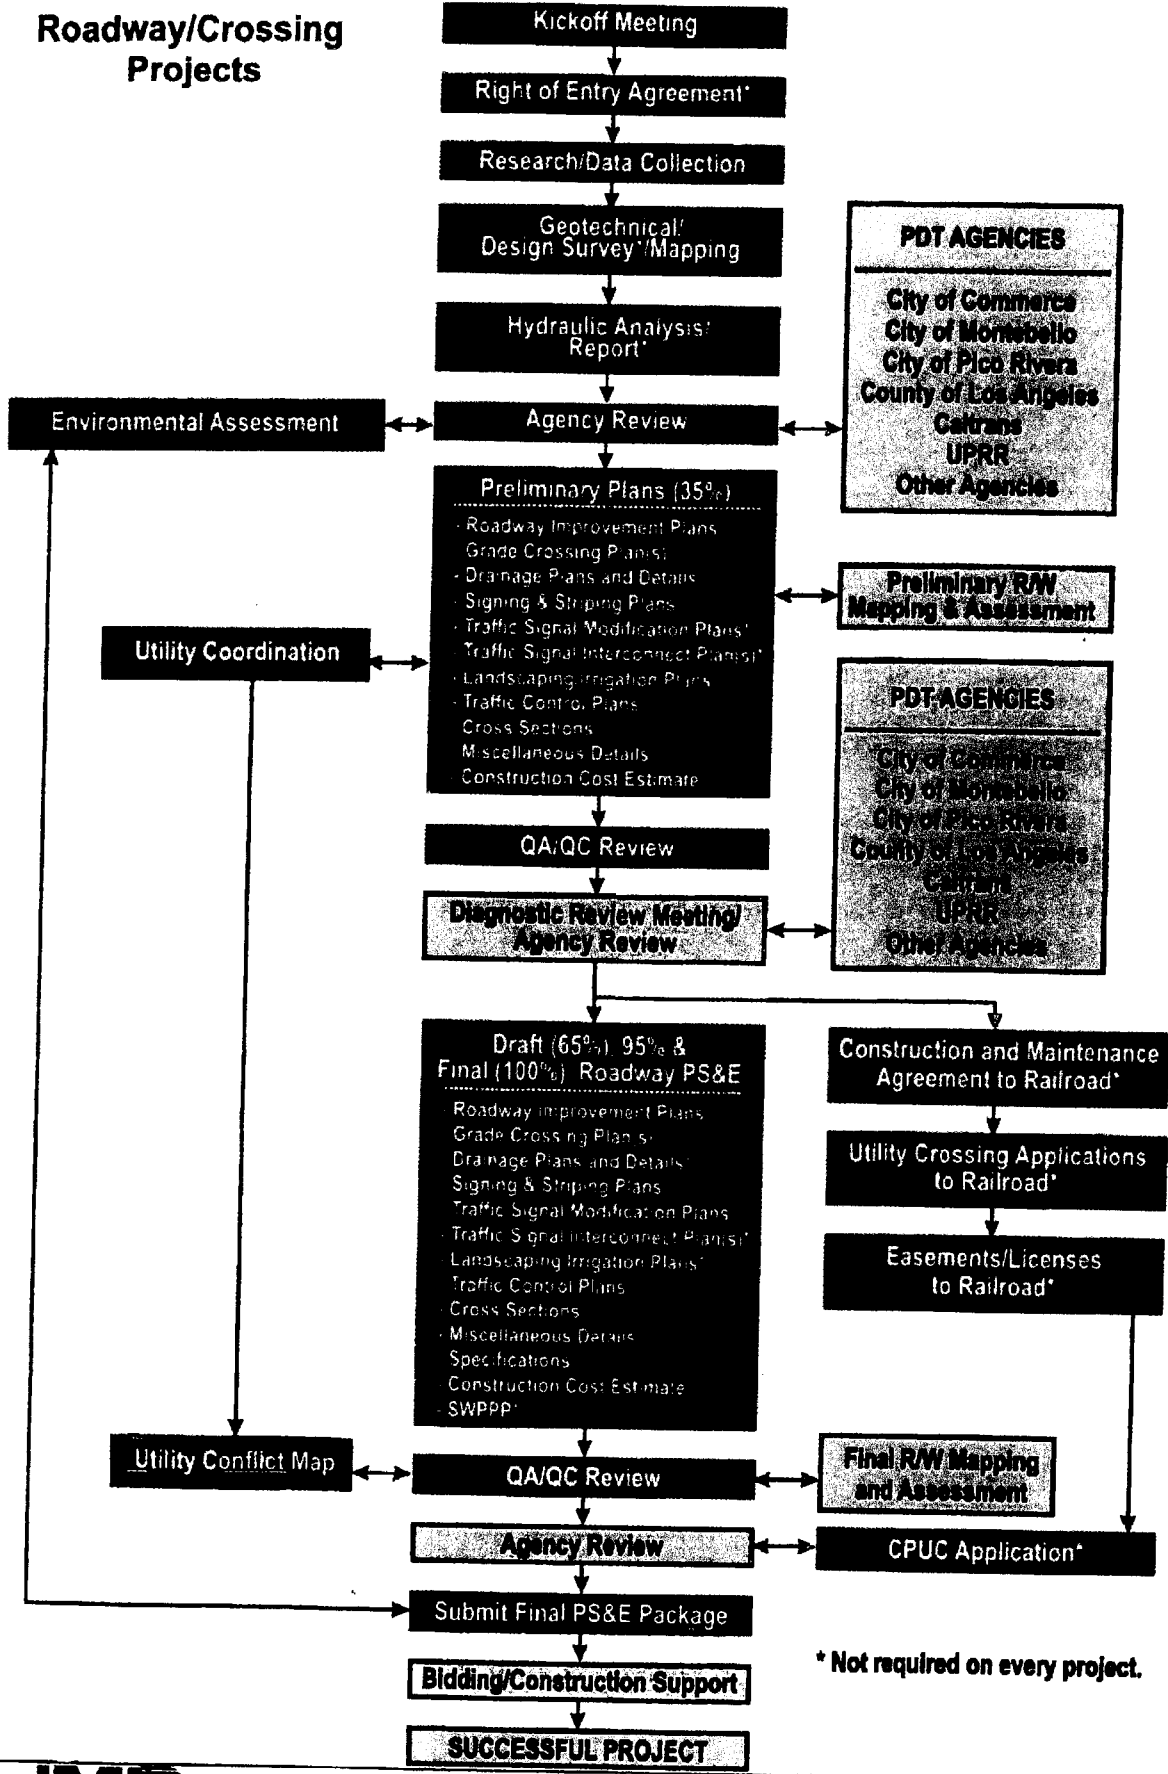 Roadway/Crossing
Projects
Kickoff Meeting
Right of Entry Agreement*
Research/Data Collection
Geotechnical/
Design Survey*/Mapping
Hydraulic Analysis/
Report*
PDT AGENCIES
City of Commerce
City of Montebello
City of Pico Rivera
County of Los Angeles
Caltrans
UPRR
Other Agencies
Environmental Assessment
Agency Review
Preliminary Plans (35%)
- Roadway Improvement Plans
Grade Crossing Plan(s)
- Drainage Plans and Details
- Signing & Striping Plans
- Traffic Signal Modification Plans*
- Traffic Signal Interconnect Plan(s)*
- Landscaping/Irrigation Plans
- Traffic Control Plans
Cross Sections
Miscellaneous Details
- Construction Cost Estimate
Preliminary R/W
Mapping & Assessment
Utility Coordination
PDT AGENCIES
City of Commerce
City of Montebello
City of Pico Rivera
County of Los Angeles
Caltrans
UPRR
Other Agencies
QA/QC Review
Diagnostic Review Meeting/
Agency Review
Draft (65%), 95% &
Final (100%) Roadway PS&E
- Roadway Improvement Plans
Grade Crossing Plan(s)
Drainage Plans and Details*
Signing & Striping Plans
Traffic Signal Modification Plans
- Traffic Signal Interconnect Plan(s)*
- Landscaping Irrigation Plans*
Traffic Control Plans
- Cross Sections
- Miscellaneous Details
Specifications
- Construction Cost Estimate
- SWPPP*
Construction and Maintenance
Agreement to Railroad*
Utility Crossing Applications
to Railroad*
Easements/Licenses
to Railroad*
Utility Conflict Map
QA/QC Review
Final R/W Mapping
and Assessment
Agency Review
CPUC Application*
Submit Final PS&E Package
Bidding/Construction Support
* Not required on every project.
SUCCESSFUL PROJECT